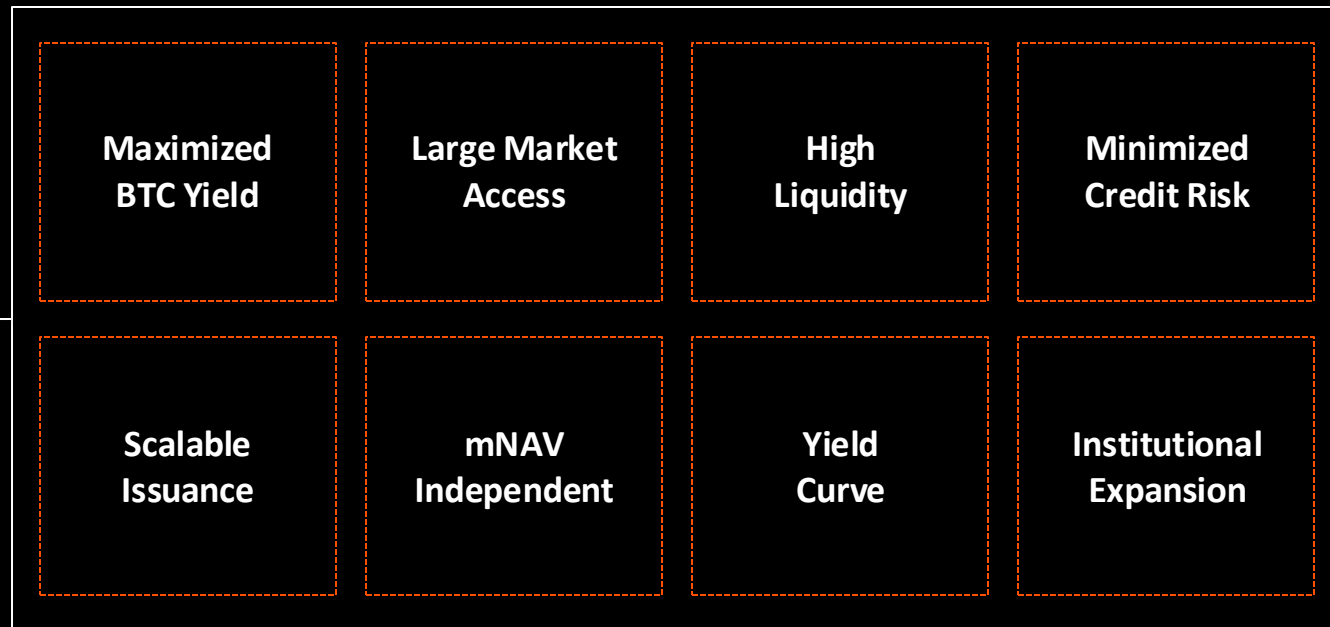 Maximized
BTC Yield
Large Market
Access
High
Liquidity
Minimized
Credit Risk
Scalable
Issuance
mNAV
Independent
Yield
Curve
Institutional
Expansion